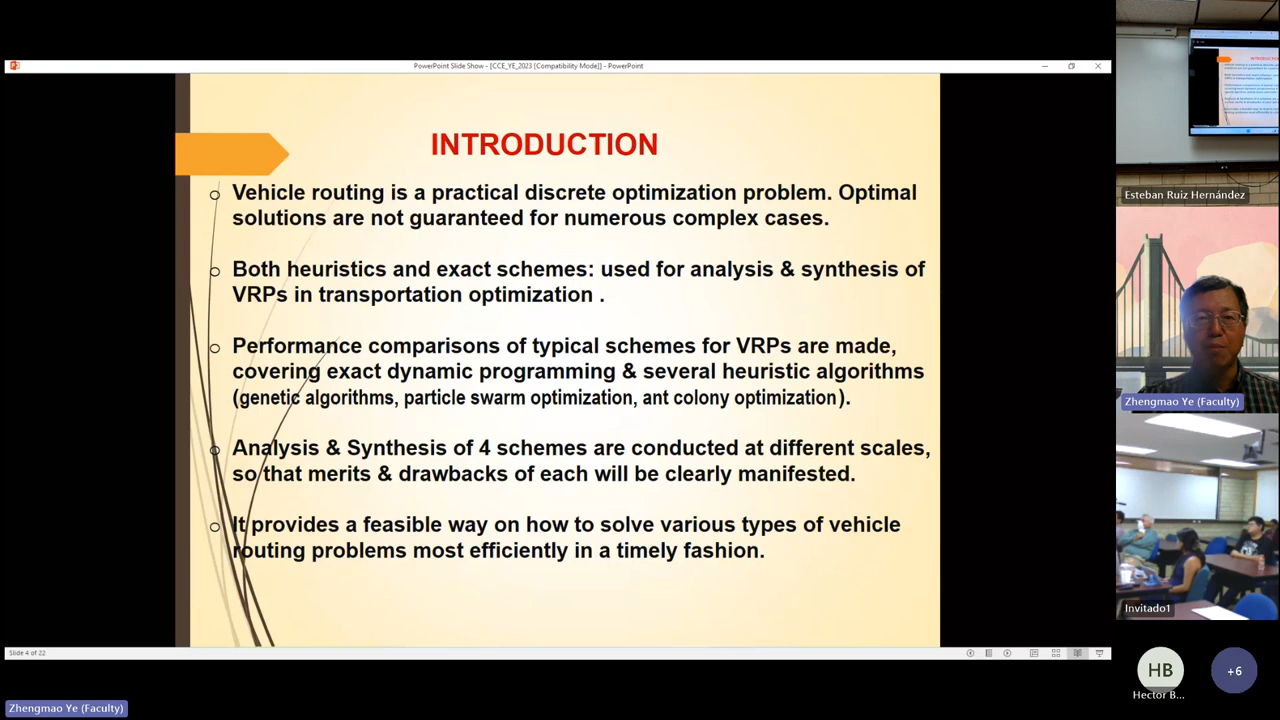 PowerPoint Slide Show - [CCE_YE_2023 [Compatibility Mode]] - PowerPoint
INTRODUCTION
Vehicle routing is a practical discrete optimization problem. Optimal
solutions are not guaranteed for numerous complex cases.
Both heuristics and exact schemes: used for analysis & synthesis of
VRPs in transportation optimization .
Performance comparisons of typical schemes for VRPs are made,
covering exact dynamic programming & several heuristic algorithms
(genetic algorithms, particle swarm optimization, ant colony optimization).
Analysis & Synthesis of 4 schemes are conducted at different scales,
so that merits & drawbacks of each will be clearly manifested.
It provides a feasible way on how to solve various types of vehicle
routing problems most efficiently in a timely fashion.
Slide 4 of 22
Zhengmao Ye (Faculty)
Esteban Ruiz Hernández
Zhengmao Ye (Faculty)
Invitado1
HB
Hector B...
+6